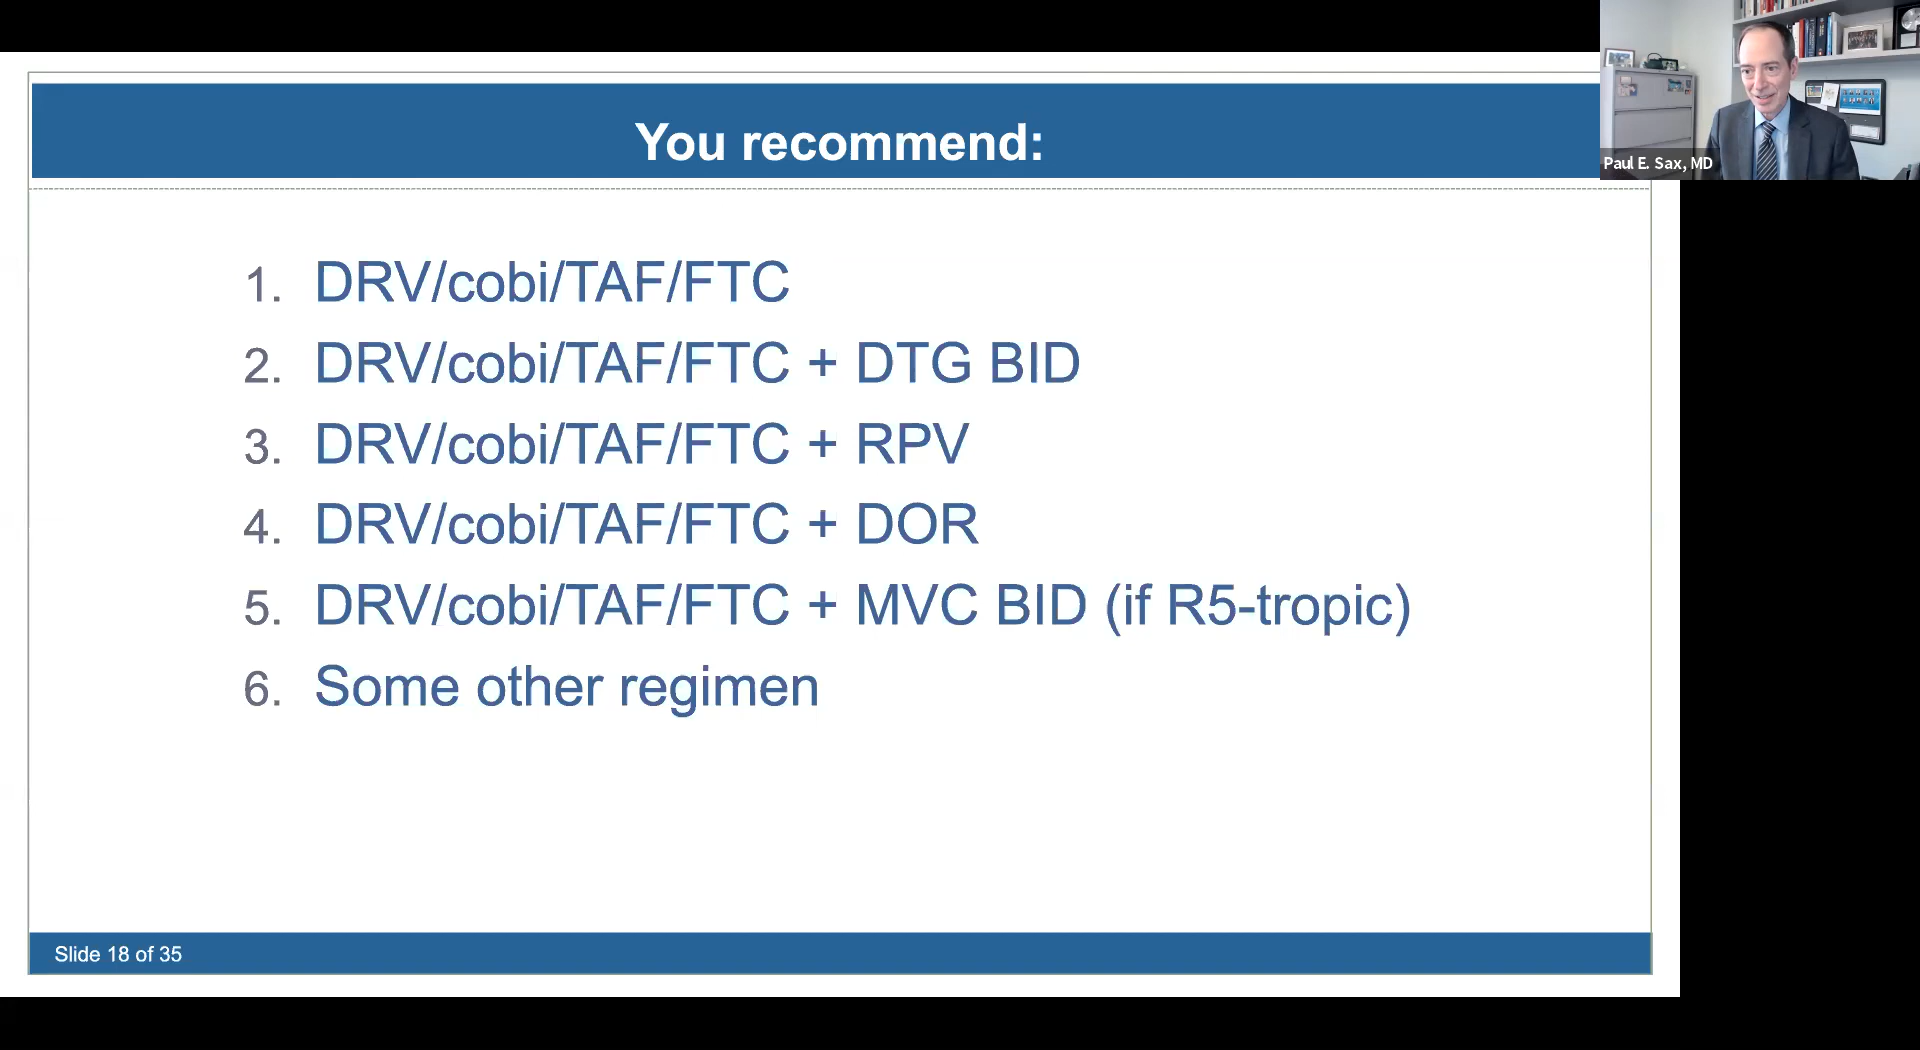 You recommend:
Paul E. Sax, MD
1. DRV/cobi/TAF/FTC
2. DRV/cobi/TAF/FTC + DTG BID
3. DRV/cobi/TAF/FTC + RPV
4. DRV/cobi/TAF/FTC + DOR
5. DRV/cobi/TAF/FTC + MVC BID (if R5-tropic)
6. Some other regimen
Slide 18 of 35